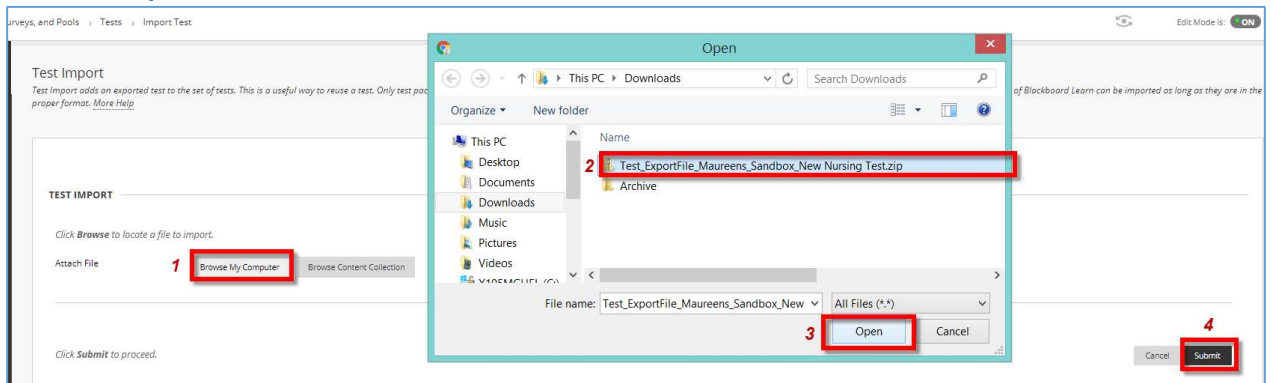 urveys, and Pools > Tests > Import Test
Edit Mode is: ON
Test Import
Test Import adds an exported test to the set of tests. This is a useful way to reuse a test. Only test pac
of Blackboard Learn can be imported as long as they are in the
proper format. More Help
TEST IMPORT
Click Browse to locate a file to import.
Attach File
1
Browse My Computer
Browse Content Collection
Click Submit to proceed.
Open
This PC > Downloads
Search Downloads
Organize
New folder
This PC
Desktop
Documents
Downloads
Music
Pictures
Videos
Name
2
Test_ExportFile_Maureens_Sandbox_New Nursing Test.zip
Archive
File name: Test_ExportFile_Maureens_Sandbox_New
All Files (*.*)
3
Open
Cancel
4
Cancel
Submit